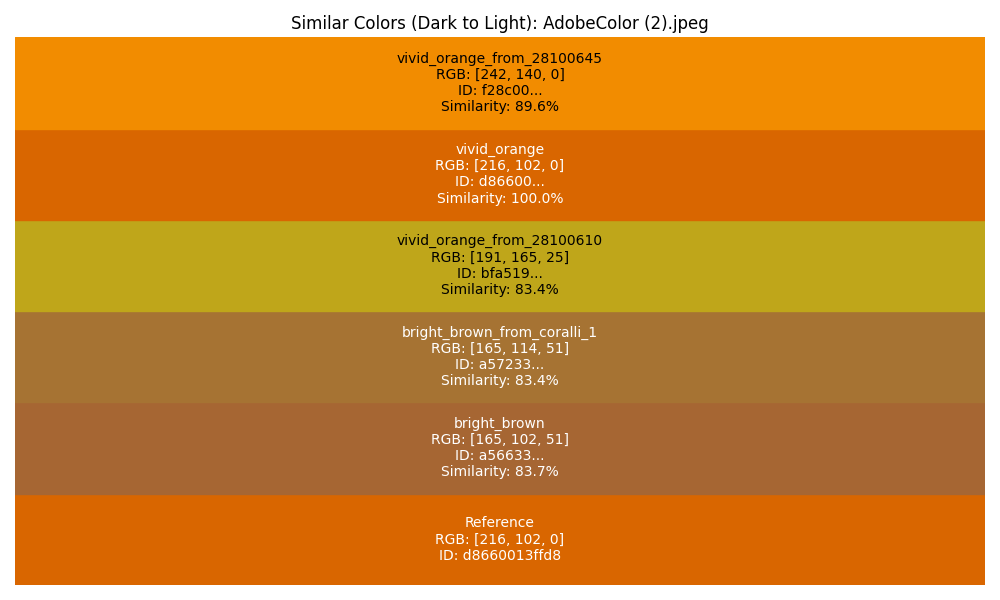 Similar Colors (Dark to Light): AdobeColor (2).jpeg
vivid_orange_from_28100645
RGB: [242, 140, 0]
ID: f28c00...
Similarity: 89.6%
vivid_orange
RGB: [216, 102, 0]
ID: d86600...
Similarity: 100.0%
vivid_orange_from_28100610
RGB: [191, 165, 25]
ID: bfa519...
Similarity: 83.4%
bright_brown_from_coralli_1
RGB: [165, 114, 51]
ID: a57233...
Similarity: 83.4%
bright_brown
RGB: [165, 102, 51]
ID: a56633...
Similarity: 83.7%
Reference
RGB: [216, 102, 0]
ID: d8660013ffd8